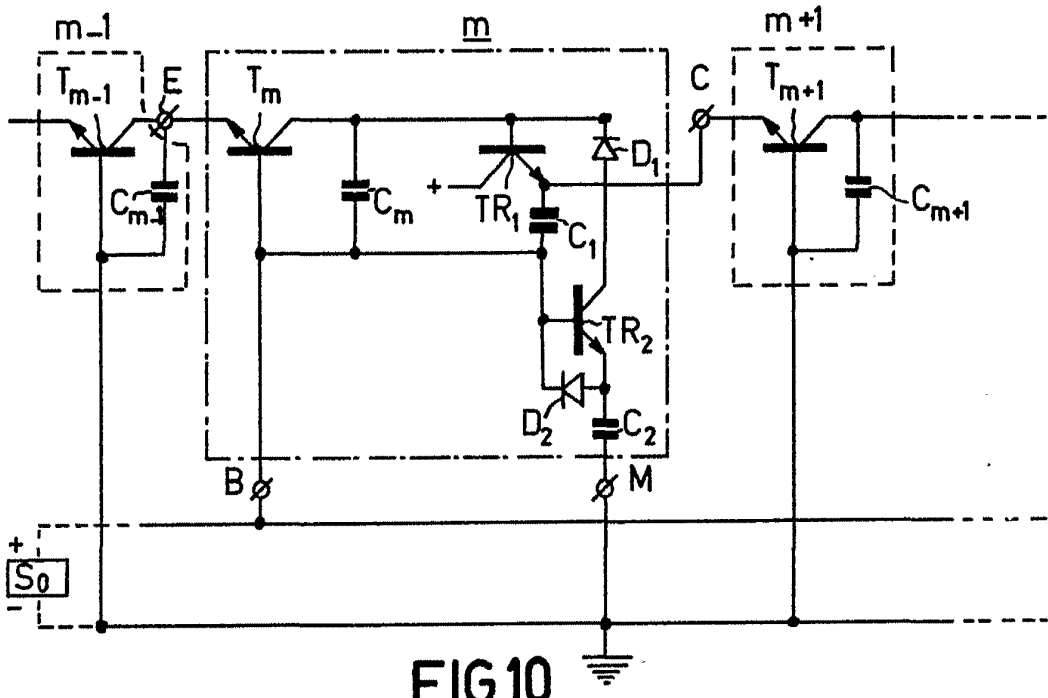 m-1
m
m+1
T_{m-1}
E
T_m
C
T_{m+1}
D_1
+
TR_1
C_m
C_{m-1}
C_1
C_{m+1}
TR_2
D_2
C_2
B
M
+
S_0
-
FIG 10